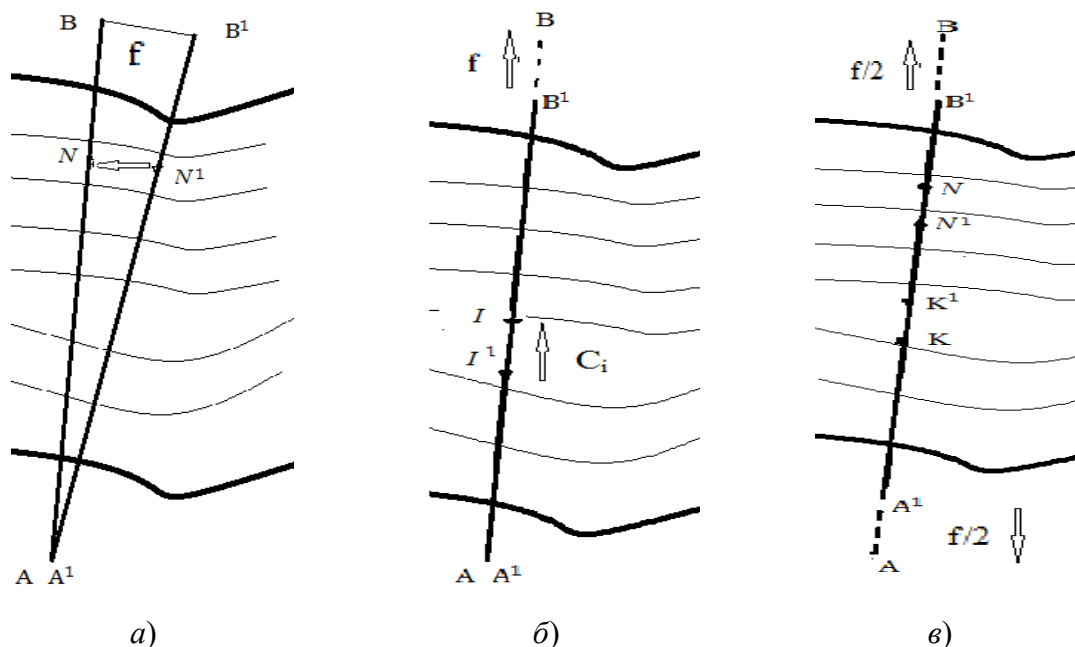 B B¹
f
N N¹
A A¹
а)
B
f
B¹
I
I¹ Cᵢ
A A¹
б)
B
f/2
B¹
N
N¹
K¹
K
A¹
f/2
A
в)